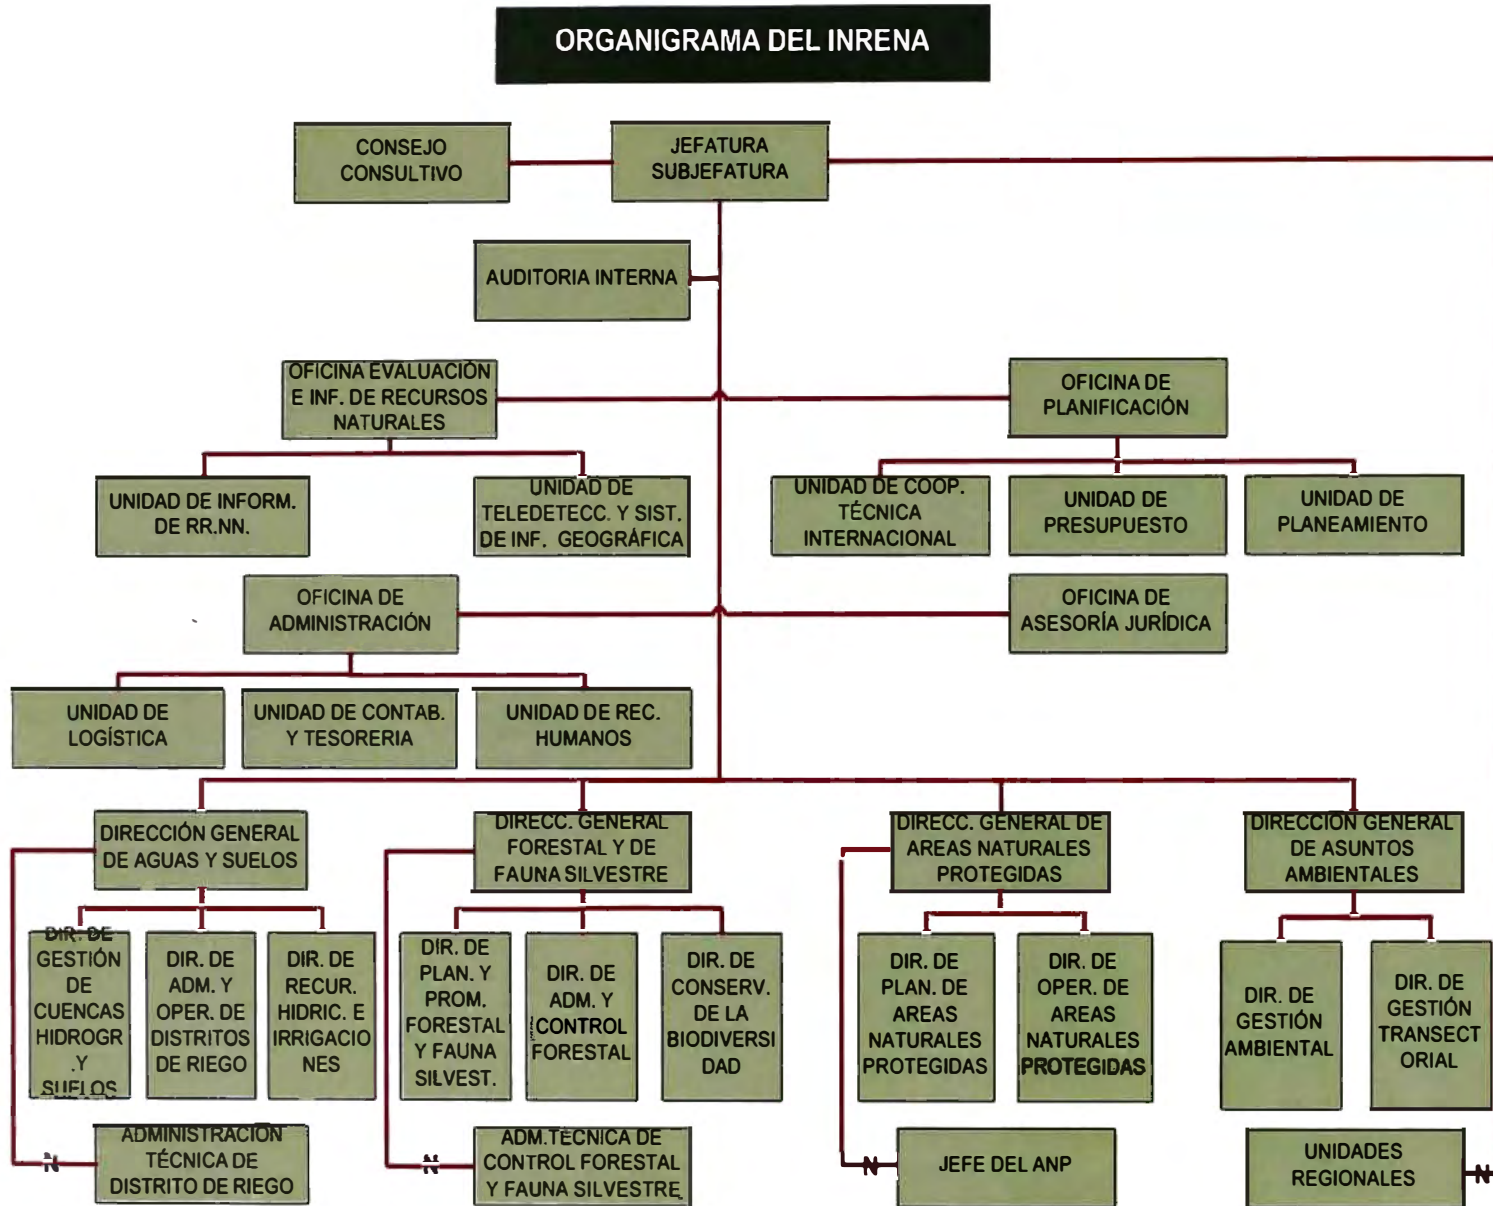 ORGANIGRAMA DEL INRENA
CONSEJO
CONSULTIVO
JEFATURA
SUBJEFATURA
AUDITORIA INTERNA
OFICINA EVALUACIÓN
E INF. DE RECURSOS
NATURALES
OFICINA DE
PLANIFICACIÓN
UNIDAD DE INFORM.
DE RR.NN.
UNIDAD DE
TELEDETECC. Y SIST.
DE INF. GEOGRÁFICA
UNIDAD DE COOP.
TÉCNICA
INTERNACIONAL
UNIDAD DE
PRESUPUESTO
UNIDAD DE
PLANEAMIENTO
OFICINA DE
ADMINISTRACIÓN
OFICINA DE
ASESORÍA JURÍDICA
UNIDAD DE
LOGÍSTICA
UNIDAD DE CONTAB.
Y TESORERIA
UNIDAD DE REC.
HUMANOS
DIRECCIÓN GENERAL
DE AGUAS Y SUELOS
DIRECC. GENERAL
FORESTAL Y DE
FAUNA SILVESTRE
DIRECC. GENERAL DE
AREAS NATURALES
PROTEGIDAS
DIRECCION GENERAL
DE ASUNTOS
AMBIENTALES
DIR. DE
GESTIÓN
DE
CUENCAS
HIDROGR
.Y
SUELOS
DIR. DE
ADM. Y
OPER. DE
DISTRITOS
DE RIEGO
DIR. DE
RECUR.
HIDRIC. E
IRRIGACIO
NES
DIR. DE
PLAN. Y
PROM.
FORESTAL
Y FAUNA
SILVEST.
DIR. DE
ADM. Y
CONTROL
FORESTAL
DIR. DE
CONSERV.
DE LA
BIODIVERSI
DAD
DIR. DE
PLAN. DE
AREAS
NATURALES
PROTEGIDAS
DIR. DE
OPER. DE
AREAS
NATURALES
PROTEGIDAS
DIR. DE
GESTIÓN
AMBIENTAL
DIR. DE
GESTIÓN
TRANSECT
ORIAL
ADMINISTRACIÓN
TÉCNICA DE
DISTRITO DE RIEGO
N
ADM.TÉCNICA DE
CONTROL FORESTAL
Y FAUNA SILVESTRE
N
JEFE DEL ANP
N
UNIDADES
REGIONALES
N